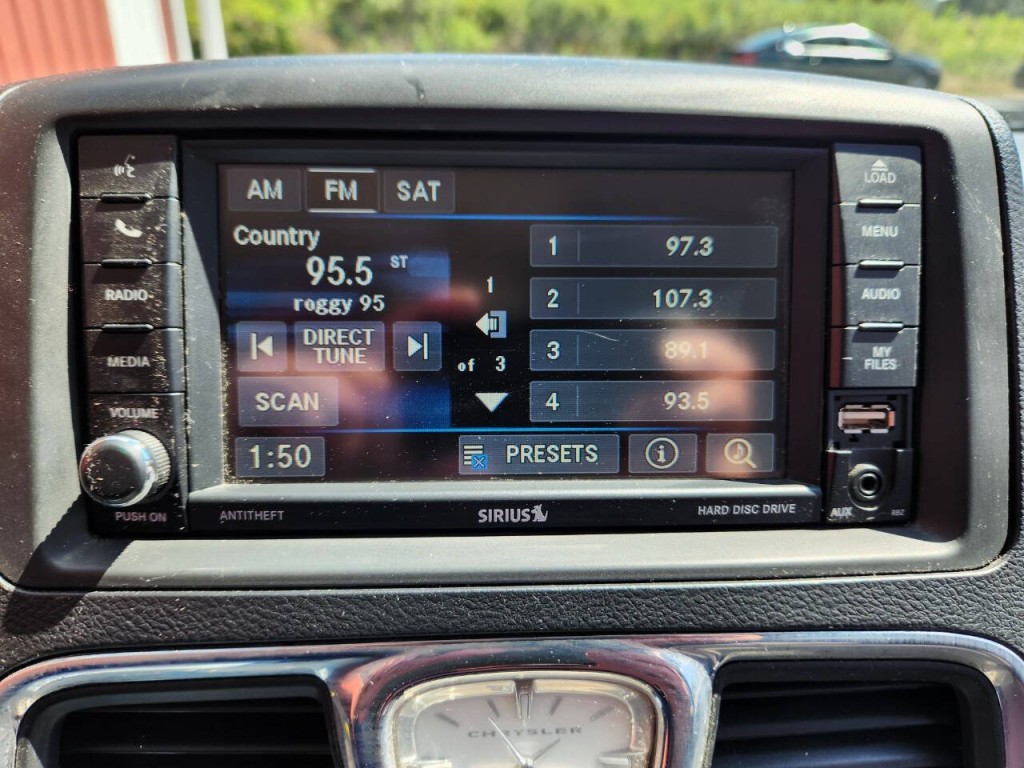 AM FM SAT
Country
95.5 ST
roggy 95
DIRECT
TUNE
SCAN
1:50
1
of 3
1 97.3
2 107.3
3 89.1
4 93.5
PRESETS
i
RADIO
MEDIA
VOLUME
PUSH ON
LOAD
MENU
AUDIO
MY
FILES
AUX
RBZ
ANTITHEFT
SIRIUS
HARD DISC DRIVE
CHRYSLER